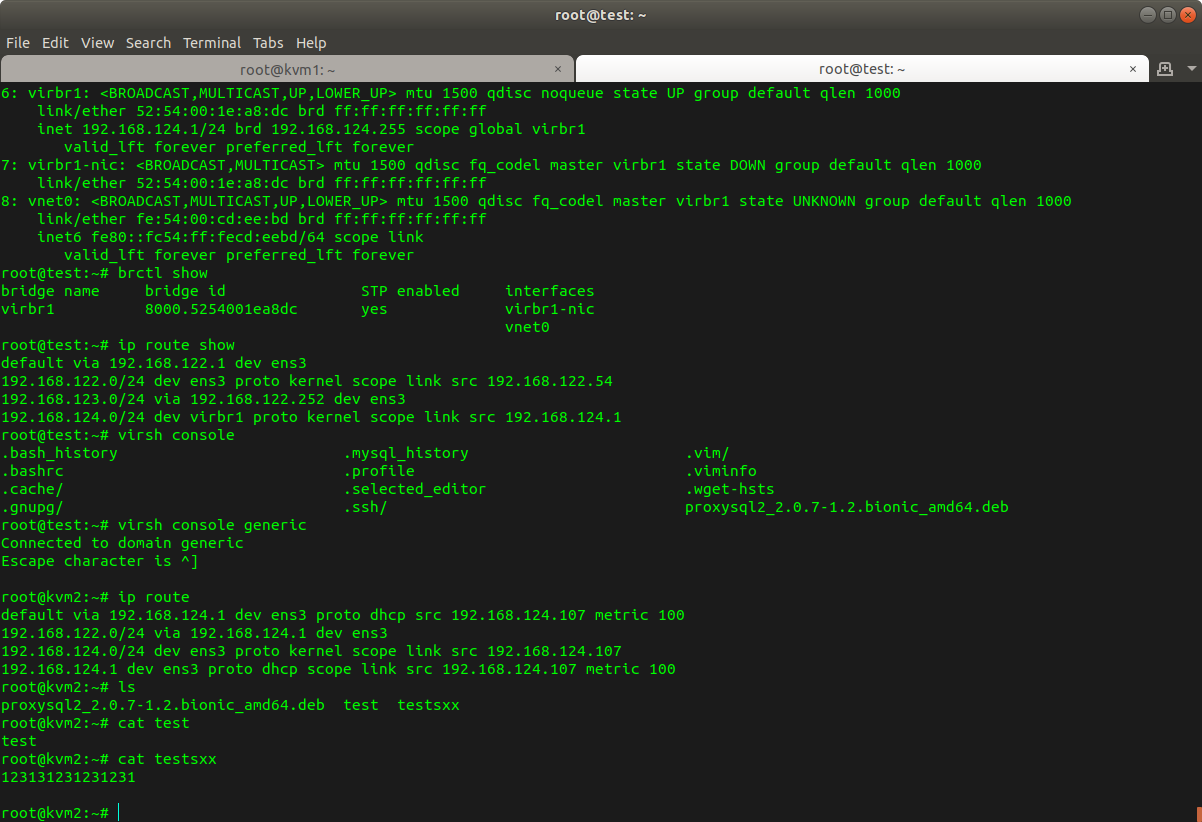 root@test: ~
File Edit View Search Terminal Tabs Help
root@kvm1: ~ × root@test: ~ ×
6: virbr1: <BROADCAST,MULTICAST,UP,LOWER_UP> mtu 1500 qdisc noqueue state UP group default qlen 1000
    link/ether 52:54:00:1e:a8:dc brd ff:ff:ff:ff:ff:ff
    inet 192.168.124.1/24 brd 192.168.124.255 scope global virbr1
       valid_lft forever preferred_lft forever
7: virbr1-nic: <BROADCAST,MULTICAST> mtu 1500 qdisc fq_codel master virbr1 state DOWN group default qlen 1000
    link/ether 52:54:00:1e:a8:dc brd ff:ff:ff:ff:ff:ff
8: vnet0: <BROADCAST,MULTICAST,UP,LOWER_UP> mtu 1500 qdisc fq_codel master virbr1 state UNKNOWN group default qlen 1000
    link/ether fe:54:00:cd:ee:bd brd ff:ff:ff:ff:ff:ff
    inet6 fe80::fc54:ff:fecd:eebd/64 scope link
       valid_lft forever preferred_lft forever
root@test:~# brctl show
bridge name     bridge id               STP enabled     interfaces
virbr1          8000.5254001ea8dc       yes             virbr1-nic
                                                        vnet0
root@test:~# ip route show
default via 192.168.122.1 dev ens3
192.168.122.0/24 dev ens3 proto kernel scope link src 192.168.122.54
192.168.123.0/24 via 192.168.122.252 dev ens3
192.168.124.0/24 dev virbr1 proto kernel scope link src 192.168.124.1
root@test:~# virsh console
.bash_history                         .mysql_history                        .vim/
.bashrc                               .profile                              .viminfo
.cache/                               .selected_editor                      .wget-hsts
.gnupg/                               .ssh/                                 proxysql2_2.0.7-1.2.bionic_amd64.deb
root@test:~# virsh console generic
Connected to domain generic
Escape character is ^]
root@kvm2:~# ip route
default via 192.168.124.1 dev ens3 proto dhcp src 192.168.124.107 metric 100
192.168.122.0/24 via 192.168.124.1 dev ens3
192.168.124.0/24 dev ens3 proto kernel scope link src 192.168.124.107
192.168.124.1 dev ens3 proto dhcp scope link src 192.168.124.107 metric 100
root@kvm2:~# ls
proxysql2_2.0.7-1.2.bionic_amd64.deb  test  testsxx
root@kvm2:~# cat test
test
root@kvm2:~# cat testsxx
123131231231231
root@kvm2:~#